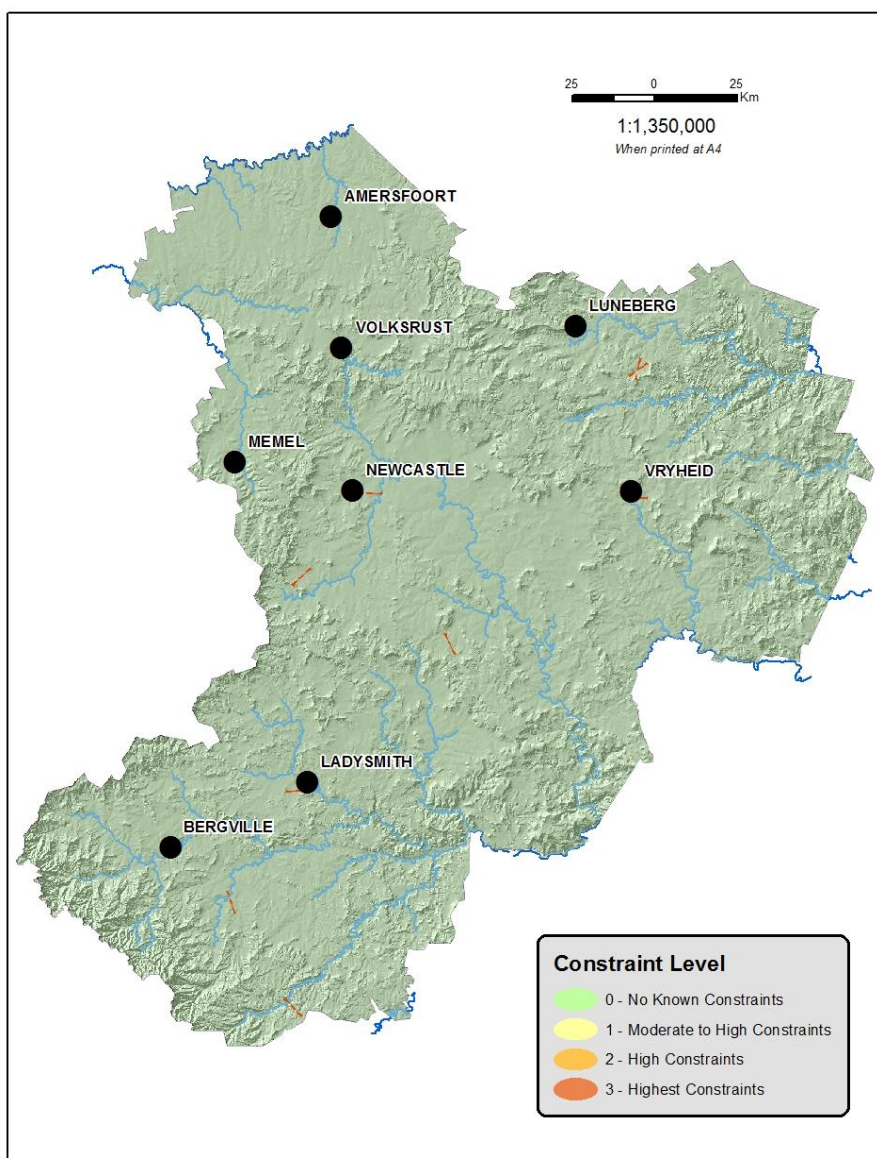 25 0 25
Km
1:1,350,000
When printed at A4
AMERSFOORT
LUNEBERG
VOLKSRUST
MEMEL
NEWCASTLE
VRYHEID
LADYSMITH
BERGVILLE
Constraint Level
0 - No Known Constraints
1 - Moderate to High Constraints
2 - High Constraints
3 - Highest Constraints